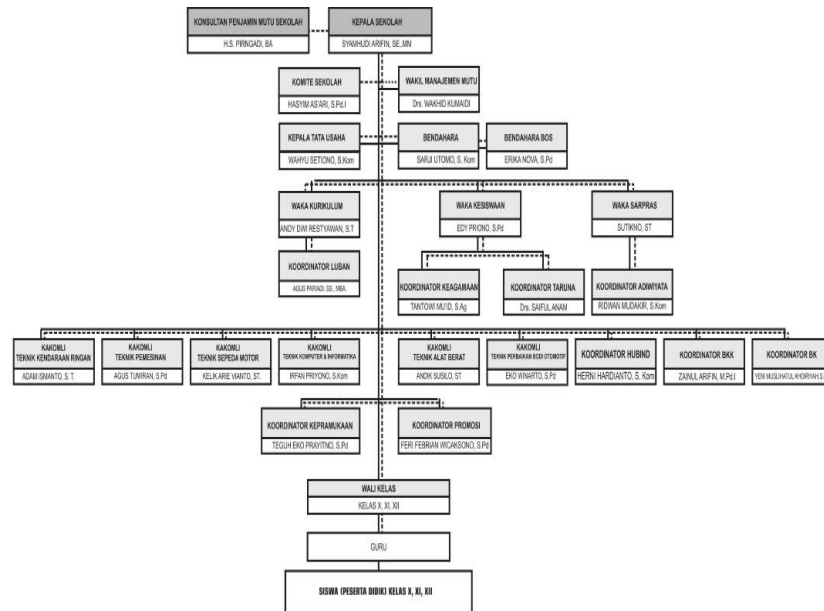 KONSULTAN PENJAMIN MUTU SEKOLAH
H.S. PIRNGADI, BA
KEPALA SEKOLAH
SYAMHUDI ARIFIN, SE,.MM
KOMITE SEKOLAH
HASYIM AS'ARI, S.Pd.I
WAKIL MANAJEMEN MUTU
Drs. WAKHID KUMAIDI
KEPALA TATA USAHA
WAHYU SETIONO, S.Kom
BENDAHARA
SARJI UTOMO, S. Kom
BENDAHARA BOS
ERIKA NOVA, S.Pd
WAKA KURIKULUM
ANDY DWI RESTYAWAN, S.T
WAKA KESISWAAN
EDY PRIONO, S.Pd
WAKA SARPRAS
SUTIKNO, ST
KOORDINATOR LUBAN
AGUS PARIADI, SS., MBA.
KOORDINATOR KEAGAMAAN
TANTOWI MU'ID, S.Ag
KOORDINATOR TARUNA
Drs. SAIFUL ANAM
KOORDINATOR ADIWIYATA
RIDWAN MUDAKIR, S.Kom
KAKOMLI
TEKNIK KENDARAAN RINGAN
ADAM ISMANTO, S. T.
KAKOMLI
TEKNIK PEMESINAN
AGUS TUMIRAN, S.Pd
KAKOMLI
TEKNIK SEPEDA MOTOR
KELIK ARIE VIANTO, ST.
KAKOMLI
TEKNIK KOMPUTER & INFORMATIKA
IRFAN PRIYONO, S.Kom
KAKOMLI
TEKNIK ALAT BERAT
ANDIK SUSILO, ST
KAKOMLI
TEKNIK PERBAIKAN BODI OTOMOTIF
EKO WINARTO, S.Pd
KOORDINATOR HUBIND
HERNI HARDIANTO, S. Kom
KOORDINATOR BKK
ZAINUL ARIFIN, M.Pd.I
KOORDINATOR BK
YENI MUSLIHATUL KHOIRIYAH
KOORDINATOR KEPRAMUKAAN
TEGUH EKO PRAYITNO, S.Pd
KOORDINATOR PROMOSI
FERI FEBRIAN WICAKSONO, S.Pd
WALI KELAS
KELAS X, XI, XII
GURU
SISWA (PESERTA DIDIK) KELAS X, XI, XII